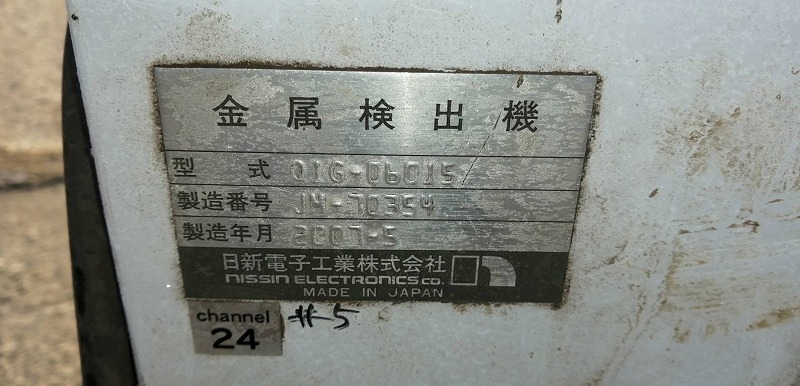 金属検出機
型式 QIG-06015
製造番号 JM-70354
製造年月 2007-5
日新電子工業株式会社
NISSIN ELECTRONICS CO.
MADE IN JAPAN
channel
24
#5